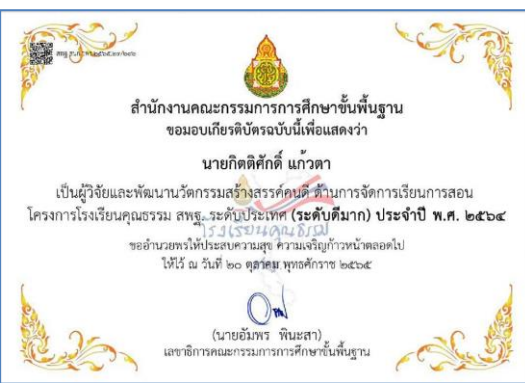 สำนักงานคณะกรรมการการศึกษาขั้นพื้นฐาน
ขอมอบเกียรติบัตรฉบับนี้เพื่อแสดงว่า
นายกิตติศักดิ์ แก้วตา
เป็นผู้วิจัยและพัฒนานวัตกรรมสร้างสรรค์คนดี ด้านการจัดการเรียนการสอน
โครงการโรงเรียนคุณธรรม สพฐ. ระดับประเทศ (ระดับดีมาก) ประจำปี พ.ศ. ๒๕๖๔
โรงเรียนคุณธรรม
ขออำนวยพรให้ประสบความสุข ความเจริญก้าวหน้าตลอดไป
ให้ไว้ ณ วันที่ ๒๐ ตุลาคม พุทธศักราช ๒๕๖๕
(นายอัมพร พินะสา)
เลขาธิการคณะกรรมการการศึกษาขั้นพื้นฐาน